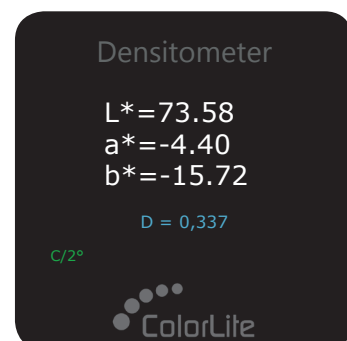 Densitometer
L*=73.58
a*=-4.40
b*=-15.72
D = 0,337
C/2°
ColorLite